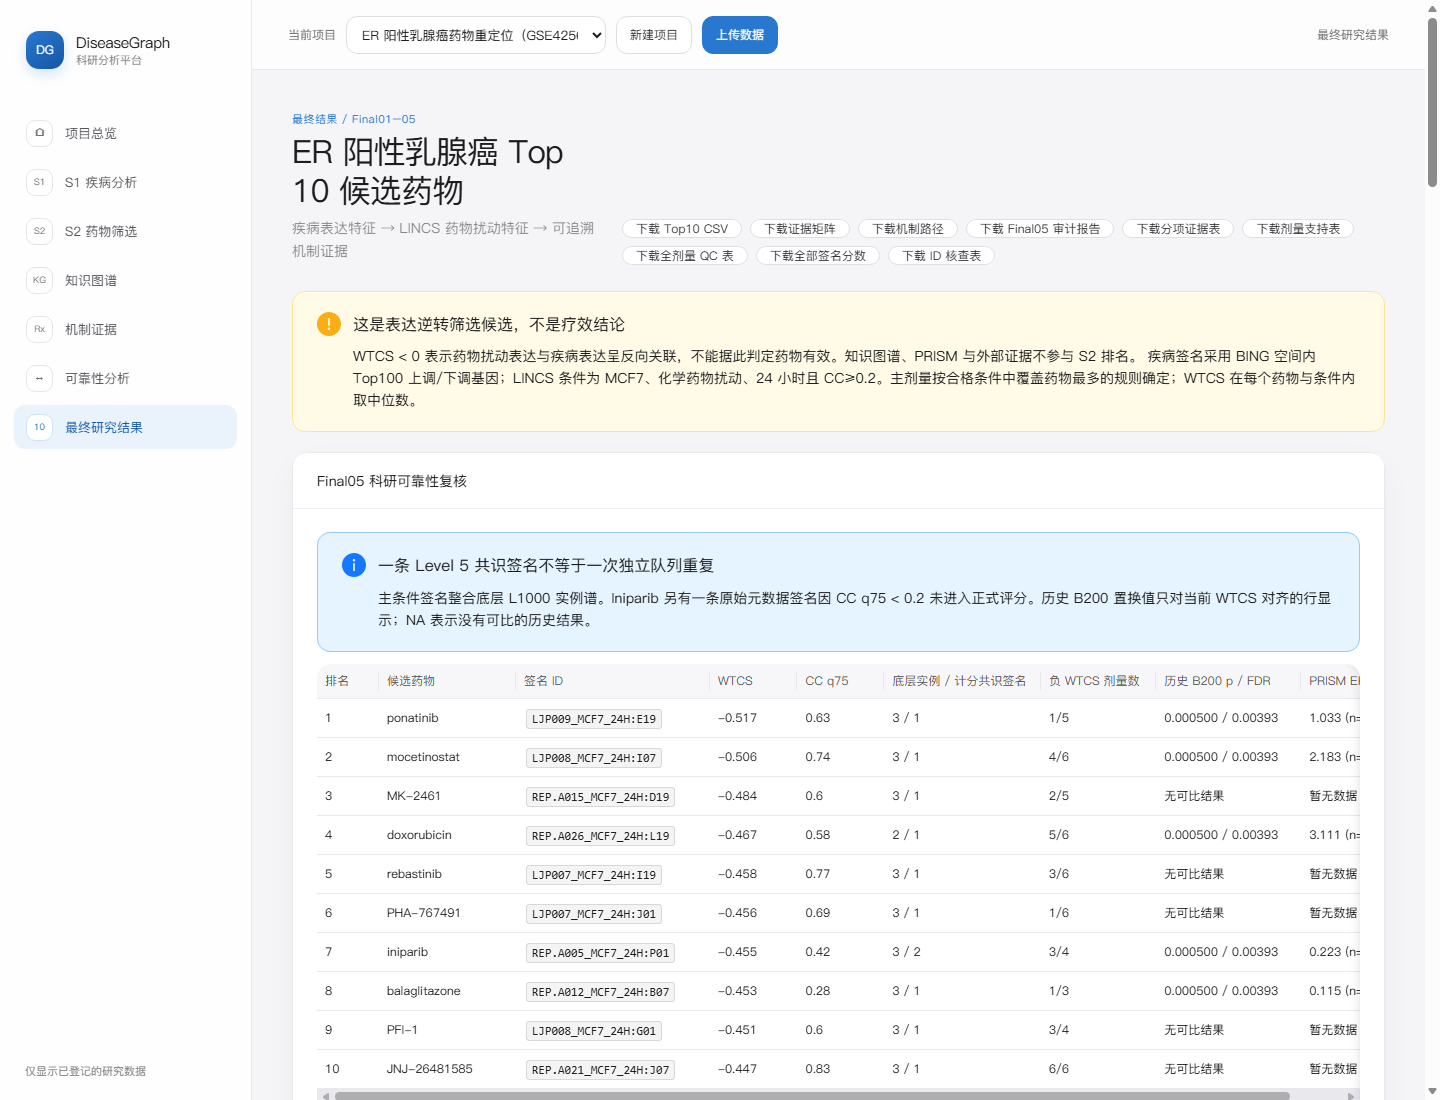 DG
DiseaseGraph
科研分析平台
项目总览
S1 S1 疾病分析
S2 S2 药物筛选
KG 知识图谱
Rx 机制证据
↔ 可靠性分析
10 最终研究结果
仅显示已登记的研究数据
当前项目 ER 阳性乳腺癌药物重定位（GSE425 新建项目 上传数据 最终研究结果
最终结果 / Final01—05
ER 阳性乳腺癌 Top
10 候选药物
疾病表达特征 → LINCS 药物扰动特征 → 可追溯
机制证据
下载 Top10 CSV 下载证据矩阵 下载机制路径 下载 Final05 审计报告 下载分项证据表 下载剂量支持表
下载全剂量 QC 表 下载全部签名分数 下载 ID 核查表
这是表达逆转筛选候选，不是疗效结论
WTCS < 0 表示药物扰动表达与疾病表达呈反向关联，不能据此判定药物有效。知识图谱、PRISM 与外部证据不参与 S2 排名。 疾病签名采用 BING 空间内
Top100 上调/下调基因；LINCS 条件为 MCF7、化学药物扰动、24 小时且 CC≥0.2。主剂量按合格条件中覆盖药物最多的规则确定；WTCS 在每个药物与条件内
取中位数。
Final05 科研可靠性复核
一条 Level 5 共识签名不等于一次独立队列重复
主条件签名整合底层 L1000 实例谱。Iniparib 另有一条原始元数据签名因 CC q75 < 0.2 未进入正式评分。历史 B200 置换值只对当前 WTCS 对齐的行显
示；NA 表示没有可比的历史结果。
排名 候选药物 签名 ID WTCS CC q75 底层实例 / 计分共识签名 负 WTCS 剂量数 历史 B200 p / FDR PRISM
1 ponatinib LJP009_MCF7_24H:E19 −0.517 0.63 3 / 1 1/5 0.000500 / 0.00393 1.033 (n=
2 mocetinostat LJP008_MCF7_24H:I07 −0.506 0.74 3 / 1 4/6 0.000500 / 0.00393 2.183 (n=
3 MK−2461 REP.A015_MCF7_24H:D19 −0.484 0.6 3 / 1 2/5 无可比结果 暂无数据
4 doxorubicin REP.A026_MCF7_24H:L19 −0.467 0.58 2 / 1 5/6 0.000500 / 0.00393 3.111 (n=
5 rebastinib LJP007_MCF7_24H:I19 −0.458 0.77 3 / 1 3/6 无可比结果 暂无数据
6 PHA−767491 LJP007_MCF7_24H:J01 −0.456 0.69 3 / 1 1/6 无可比结果 暂无数据
7 iniparib REP.A005_MCF7_24H:P01 −0.455 0.42 3 / 2 3/4 0.000500 / 0.00393 0.223 (n=
8 balaglitazone REP.A012_MCF7_24H:B07 −0.453 0.28 3 / 1 1/3 0.000500 / 0.00393 0.115 (n=
9 PFI−1 LJP008_MCF7_24H:G01 −0.451 0.6 3 / 1 3/4 无可比结果 暂无数据
10 JNJ−26481585 REP.A021_MCF7_24H:J07 −0.447 0.83 3 / 1 6/6 无可比结果 暂无数据